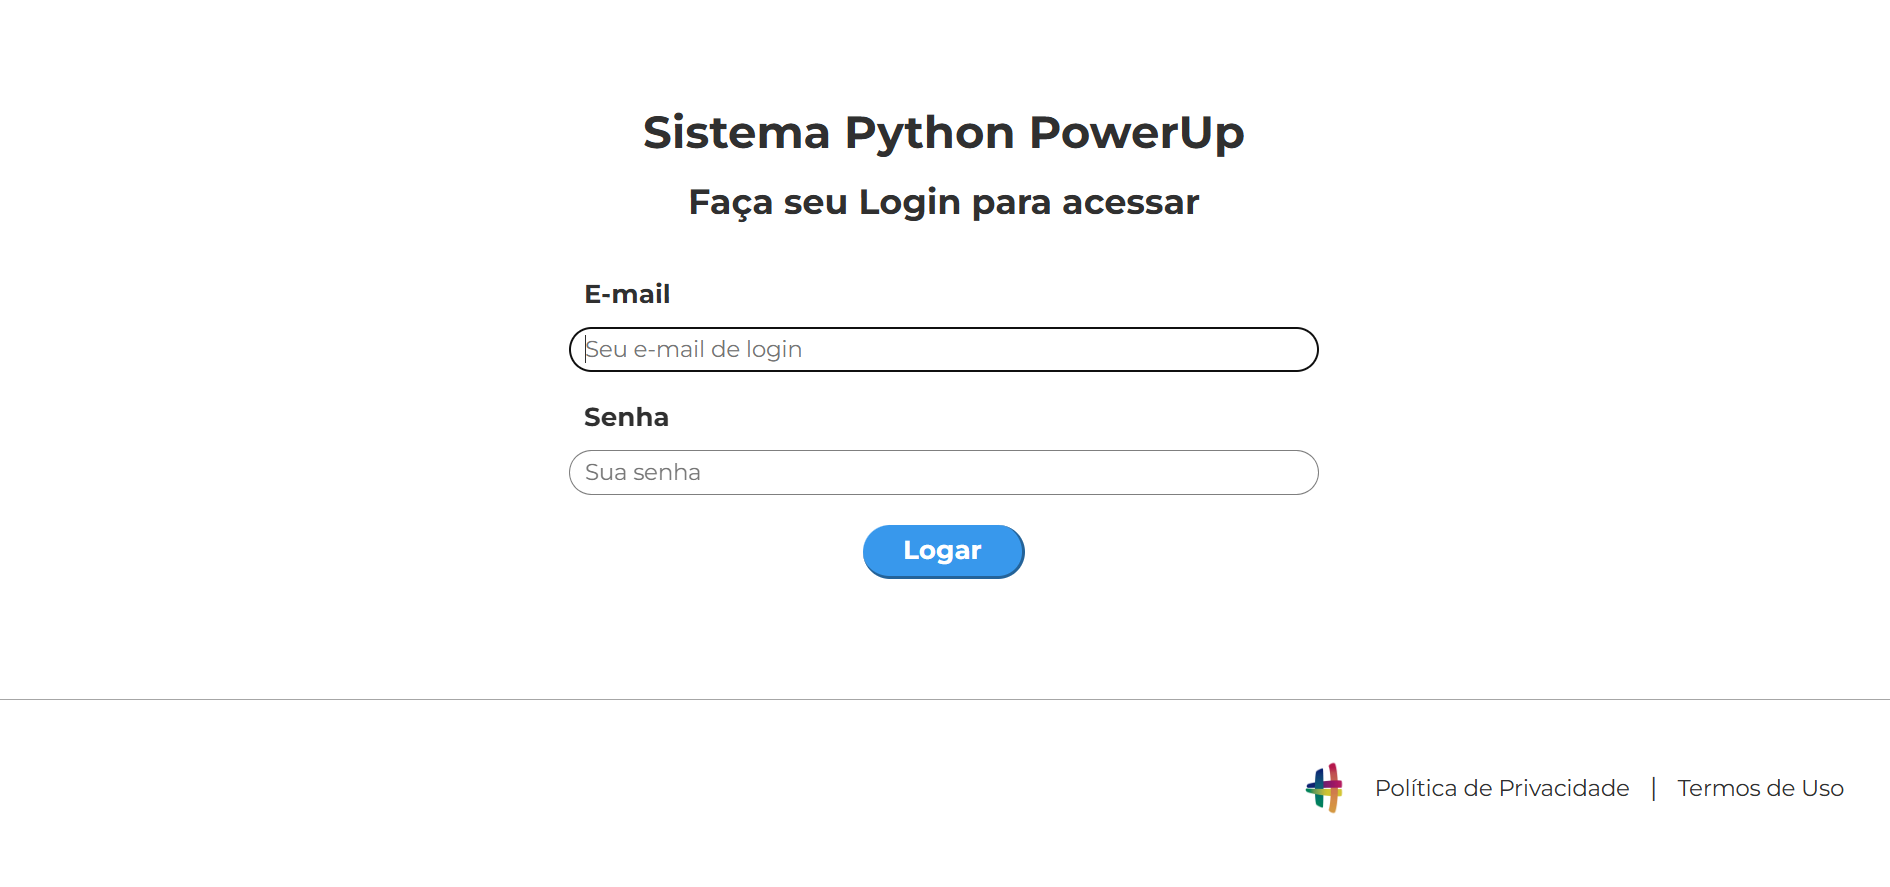 Sistema Python PowerUp
Faça seu Login para acessar
E-mail
Seu e-mail de login
Senha
Sua senha
Logar
Política de Privacidade | Termos de Uso